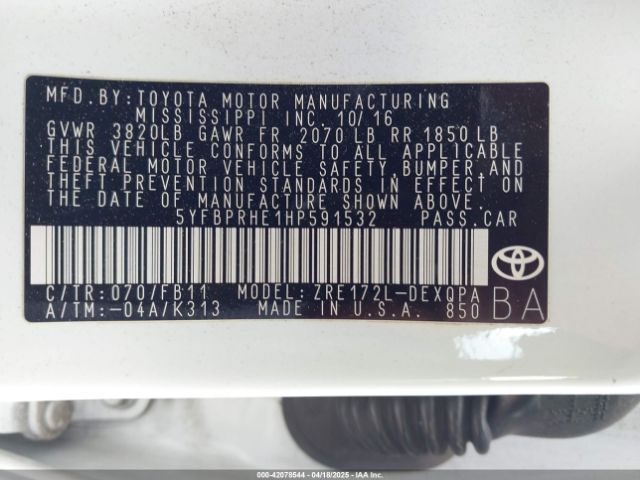 MFD.BY:TOYOTA MOTOR MANUFACTURING
MISSISSIPPI INC. 10/16
GVWR 3820LB GAWR FR 2070 LB RR 1850 LB
THIS VEHICLE CONFORMS TO ALL APPLICABLE
FEDERAL MOTOR VEHICLE SAFETY,BUMPER,AND
THEFT PREVENTION STANDARDS IN EFFECT ON
THE DATE OF MANUFACTURE SHOWN ABOVE.
5YFBPRHE1HP591532 PASS.CAR
C/TR:070/FB11 MODEL:ZRE172L-DEXQPA
A/TM:-04A/K313 MADE IN U.S.A. 850
BA
000-42078544 - 04/18/2025 - IAA